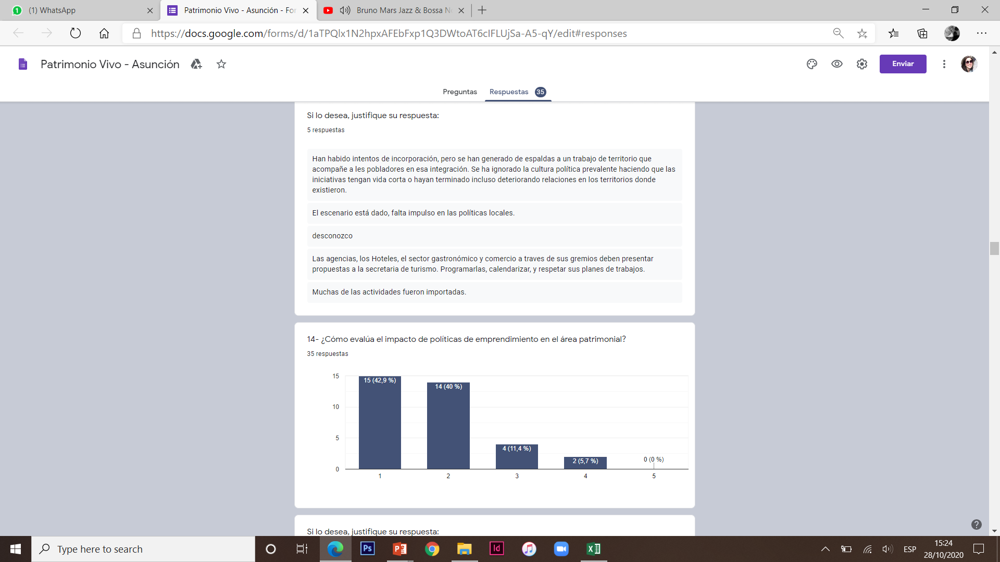 (1) WhatsApp
Patrimonio Vivo - Asunción - For
Bruno Mars Jazz & Bossa N
https://docs.google.com/forms/d/1aTPQlx1N2hpxAFEbFxp1Q3DWtoAT6cIFLUjSa-A5-qY/edit#responses
Patrimonio Vivo - Asunción
Enviar
Preguntas
Respuestas 35
Si lo desea, justifique su respuesta:
5 respuestas
Han habido intentos de incorporación, pero se han generado de espaldas a un trabajo de territorio que
acompañe a les pobladores en esa integración. Se ha ignorado la cultura política prevalente haciendo que las
iniciativas tengan vida corta o hayan terminado incluso deteriorando relaciones en los territorios donde
existieron.
El escenario está dado, falta impulso en las políticas locales.
desconozco
Las agencias, los Hoteles, el sector gastronómico y comercio a traves de sus gremios deben presentar
propuestas a la secretaria de turismo. Programarlas, calendarizar, y respetar sus planes de trabajos.
Muchas de las actividades fueron importadas.
14- ¿Cómo evalúa el impacto de políticas de emprendimiento en el área patrimonial?
35 respuestas
15
10
5
0
15 (42,9 %)
14 (40 %)
4 (11,4 %)
2 (5,7 %)
0 (0 %)
1 2 3 4 5
Si lo desea, justifique su respuesta:
Type here to search
Ps
Id
ESP
15:24
28/10/2020